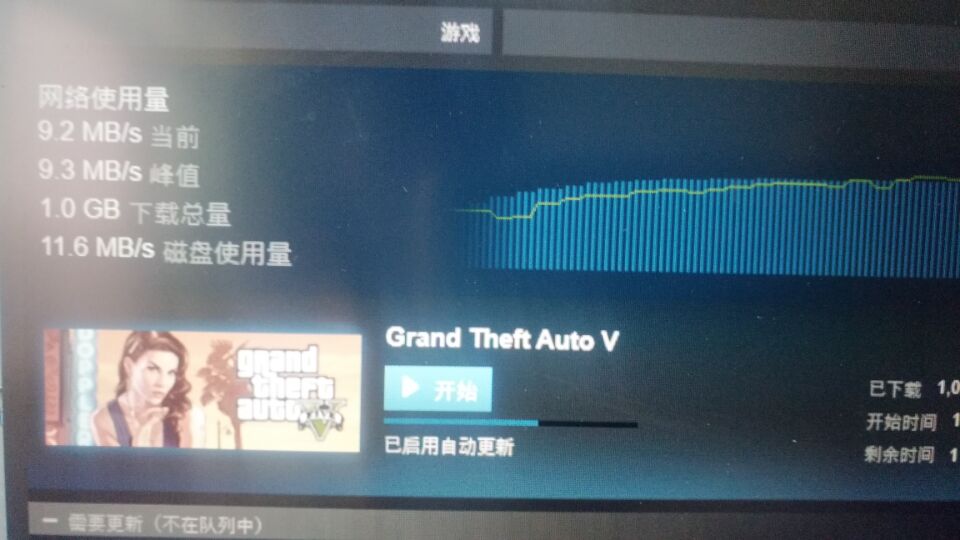 游戏
网络使用量
9.2 MB/s 当前
9.3 MB/s 峰值
1.0 GB 下载总量
11.6 MB/s 磁盘使用量
grand
theft
auto
V
Grand Theft Auto V
开始
已启用自动更新
已下载 1,0
开始时间 1
剩余时间 1
— 需要更新（不在队列中）